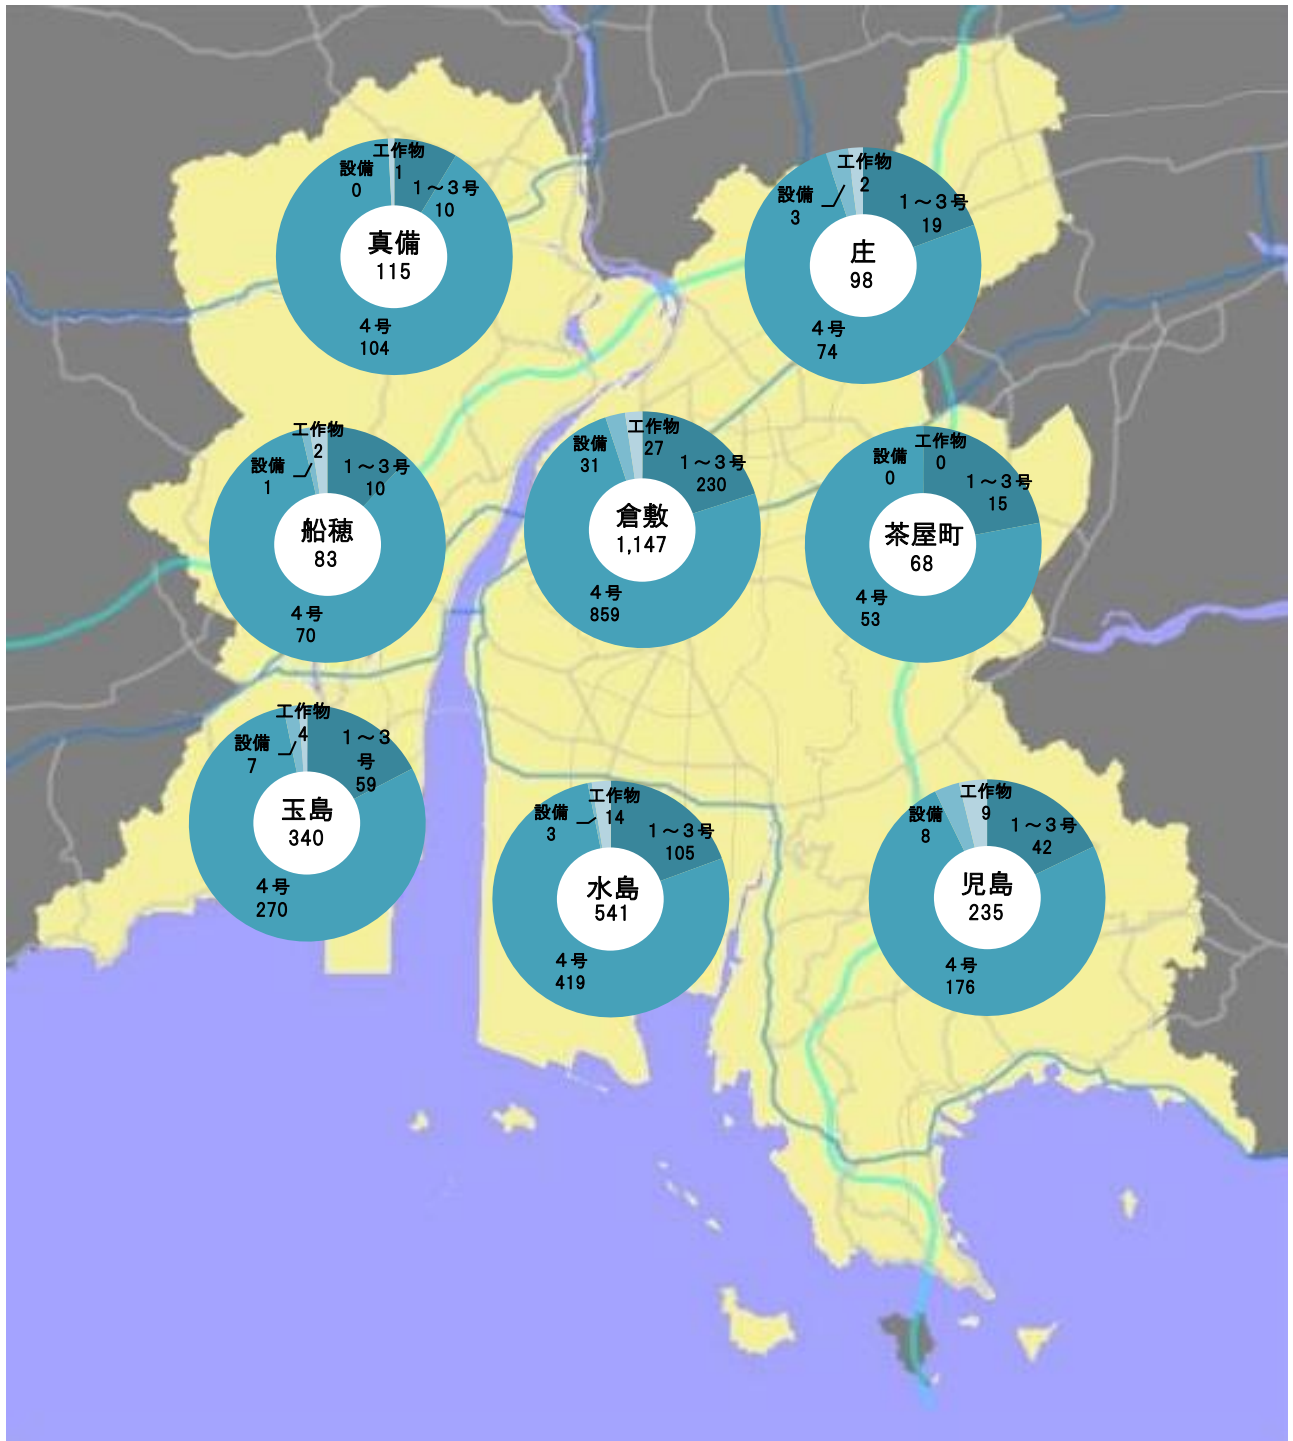 工作物
1
設備
0
1～3号
10
真備
115
4号
104
工作物
2
設備
3
1～3号
19
庄
98
4号
74
工作物
2
設備
1
1～3号
10
船穂
83
4号
70
工作物
27
設備
31
1～3号
230
倉敷
1,147
4号
859
工作物
0
設備
0
1～3号
15
茶屋町
68
4号
53
工作物
4
設備
7
1～3
号
59
玉島
340
4号
270
工作物
14
設備
3
1～3号
105
水島
541
4号
419
工作物
9
設備
8
1～3号
42
児島
235
4号
176